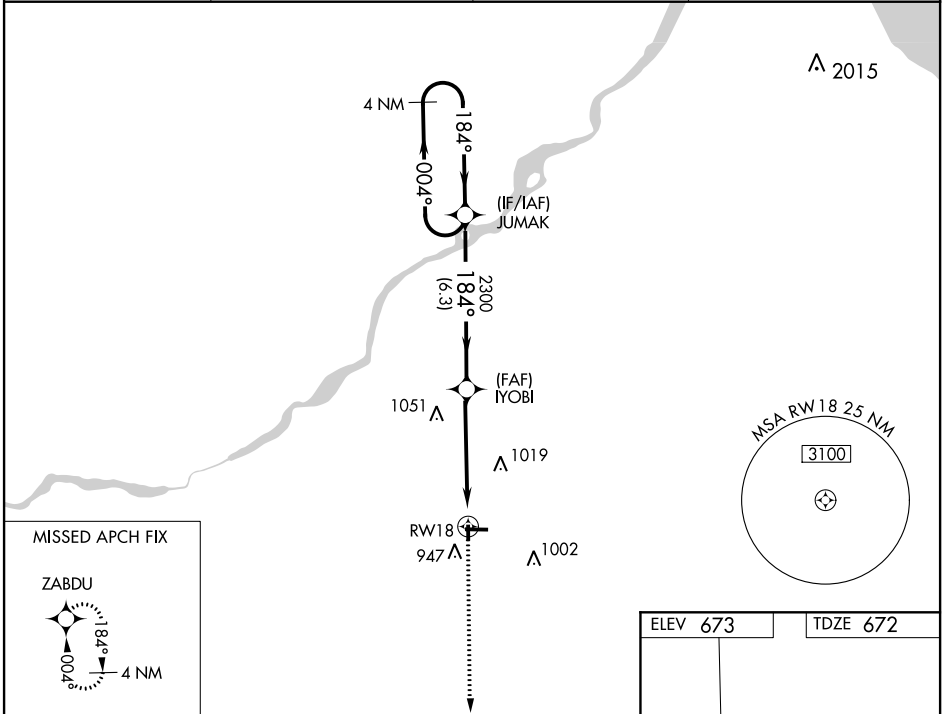 2015
4 NM
184°
004°
(IF/IAF)
JUMAK
2300
184°
(6.3)
(FAF)
IYOBI
1051
1019
MSA RW18 25 NM
3100
RW18
947
1002
MISSED APCH FIX
ZABDU
184°
004°
4 NM
ELEV 673
TDZE 672